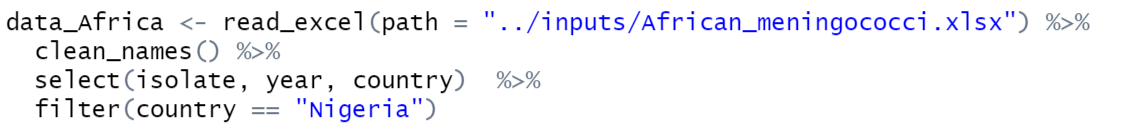 data_Africa <- read_excel(path = "../inputs/African_meningococci.xlsx") %>%
  clean_names() %>%
  select(isolate, year, country)  %>%
  filter(country == "Nigeria")